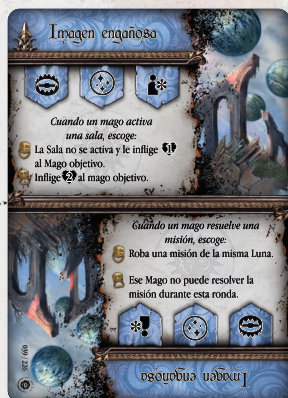 Imagen engañosa
Cuando un mago activa
una sala, escoge:
La Sala no se activa y le inflige 1
al Mago objetivo.
Inflige 2 al mago objetivo.
Cuando un mago resuelve una
misión, escoge:
Roba una misión de la misma Luna.
Ese Mago no puede resolver la
misión durante esta ronda.
Imagen engañosa